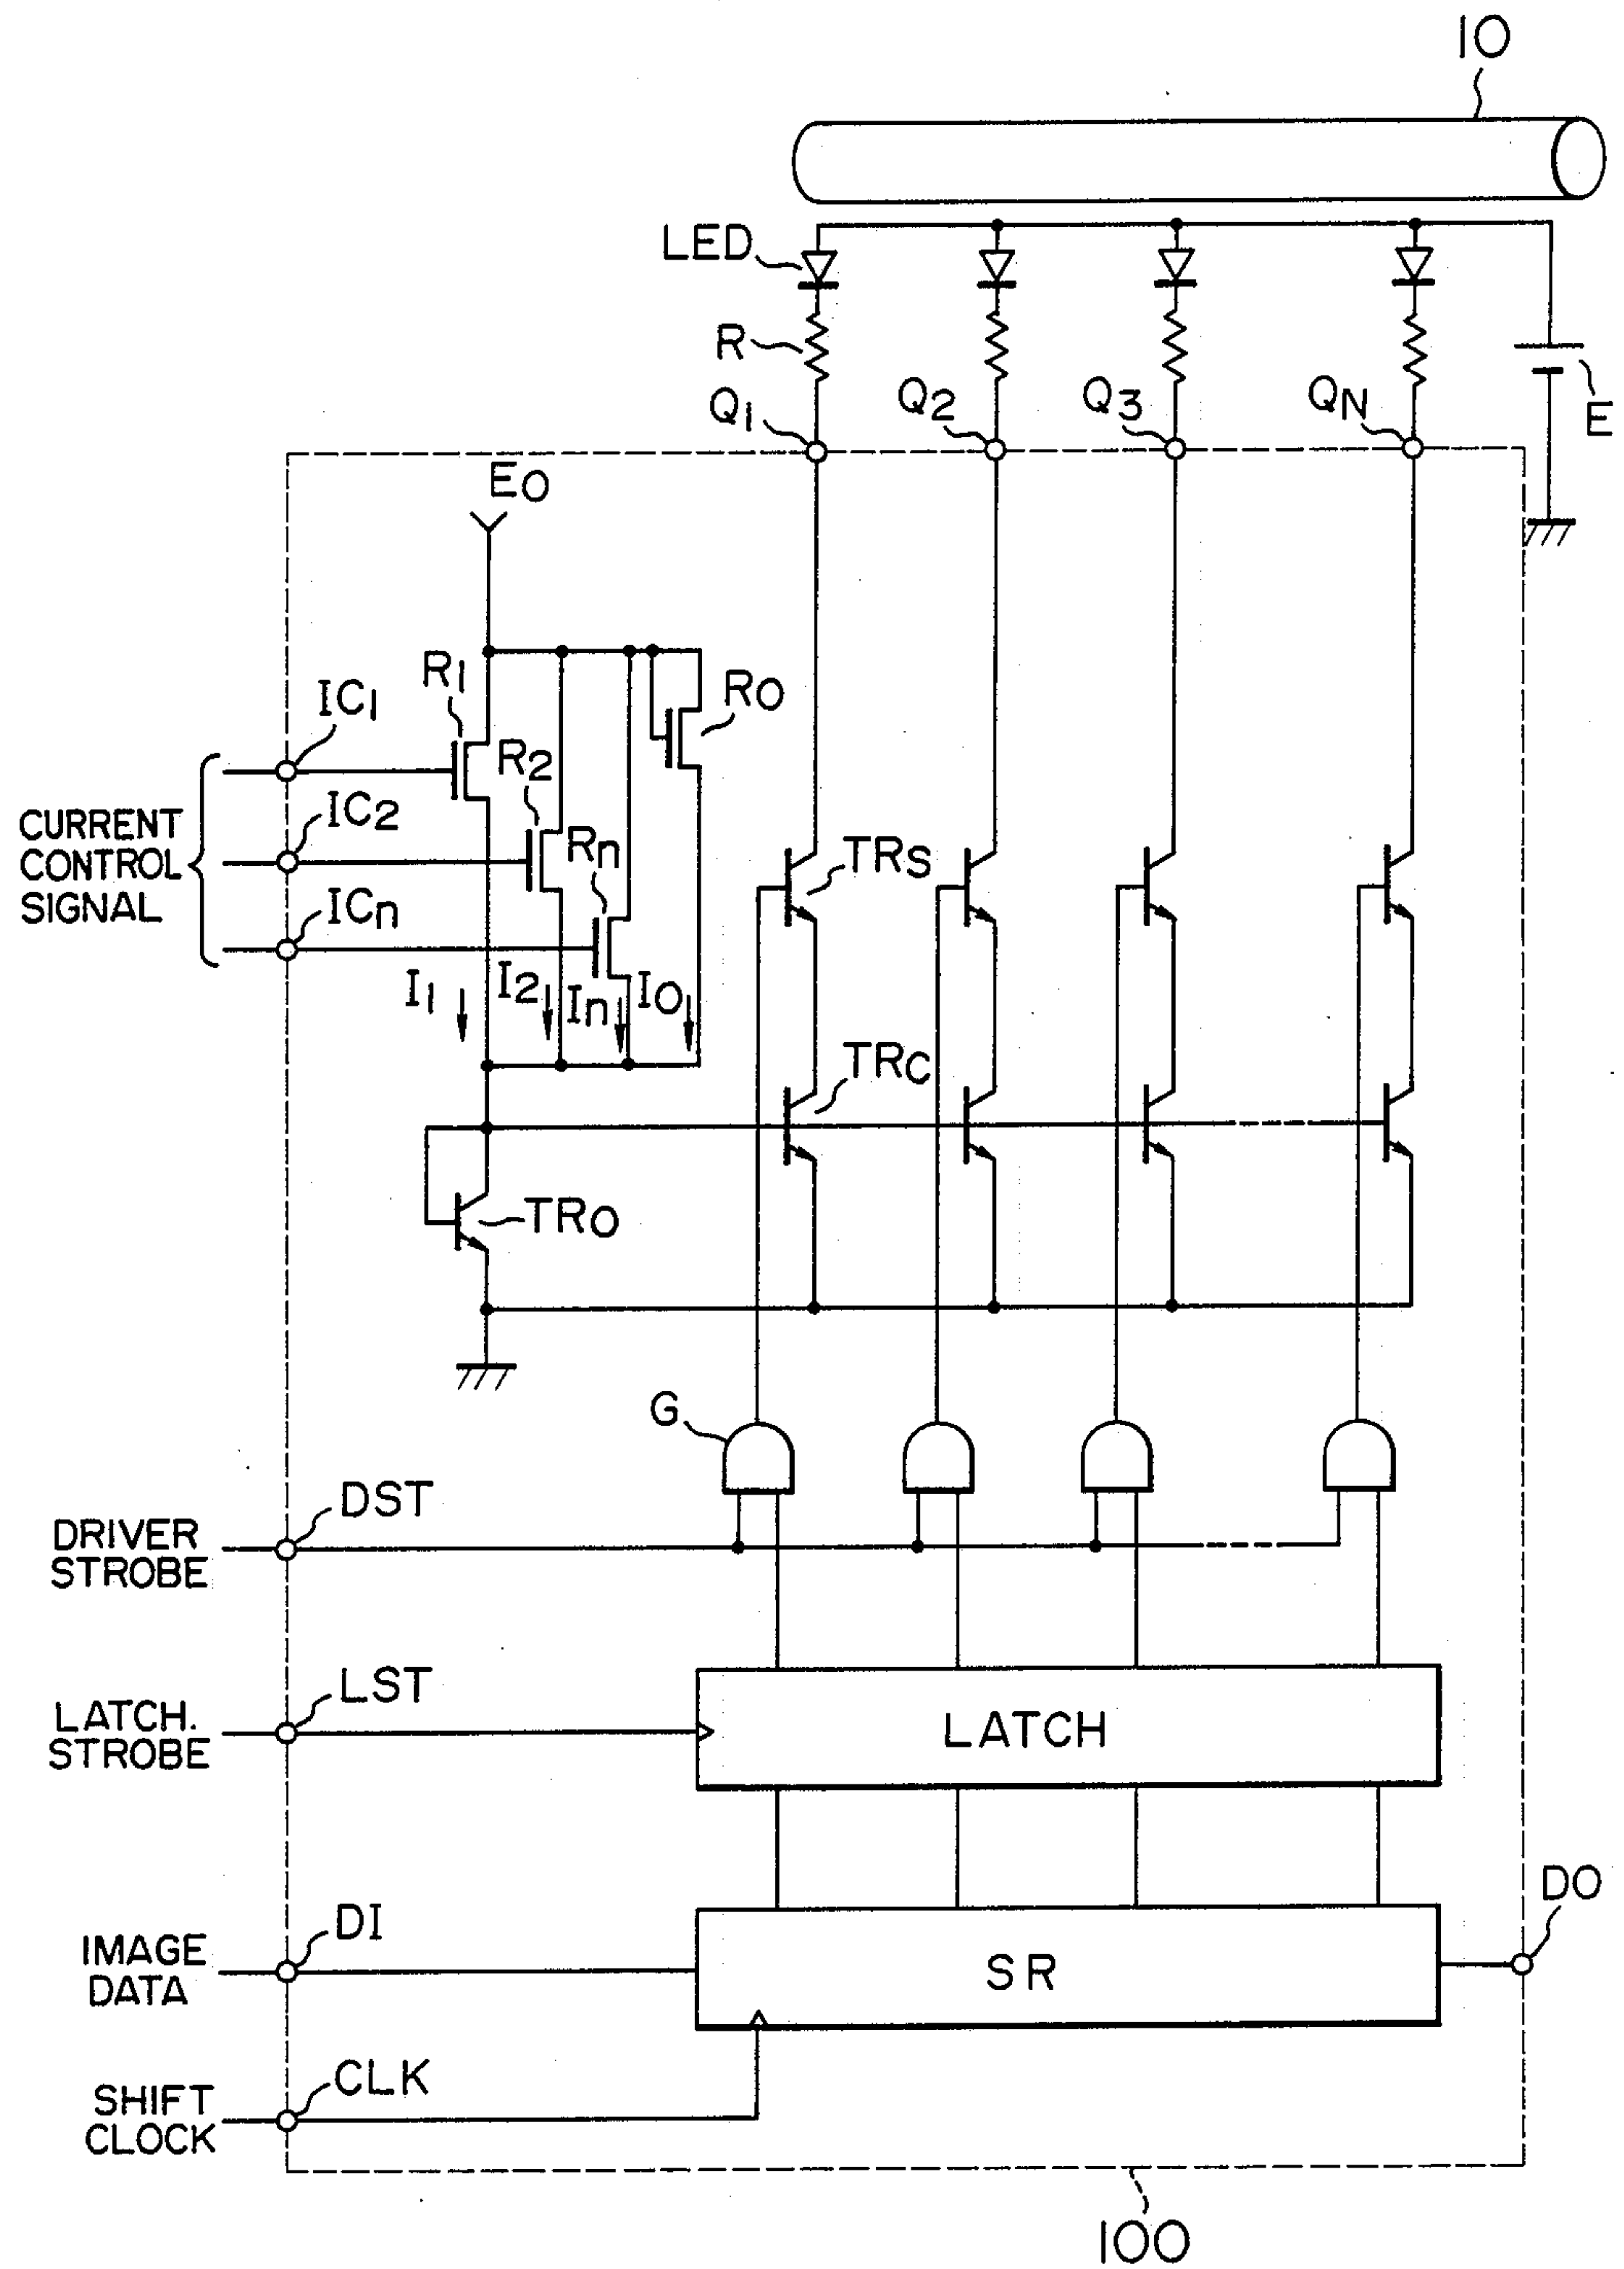 10
LED
R
Q1
Q2
Q3
QN
E
E0
R1
R0
IC1
R2
IC2
Rn
CURRENT
CONTROL
SIGNAL
TRS
ICn
I1
I2
In
I0
TRC
TR0
G
DST
DRIVER
STROBE
LST
LATCH.
STROBE
LATCH
DO
DI
IMAGE
DATA
SR
CLK
SHIFT
CLOCK
100